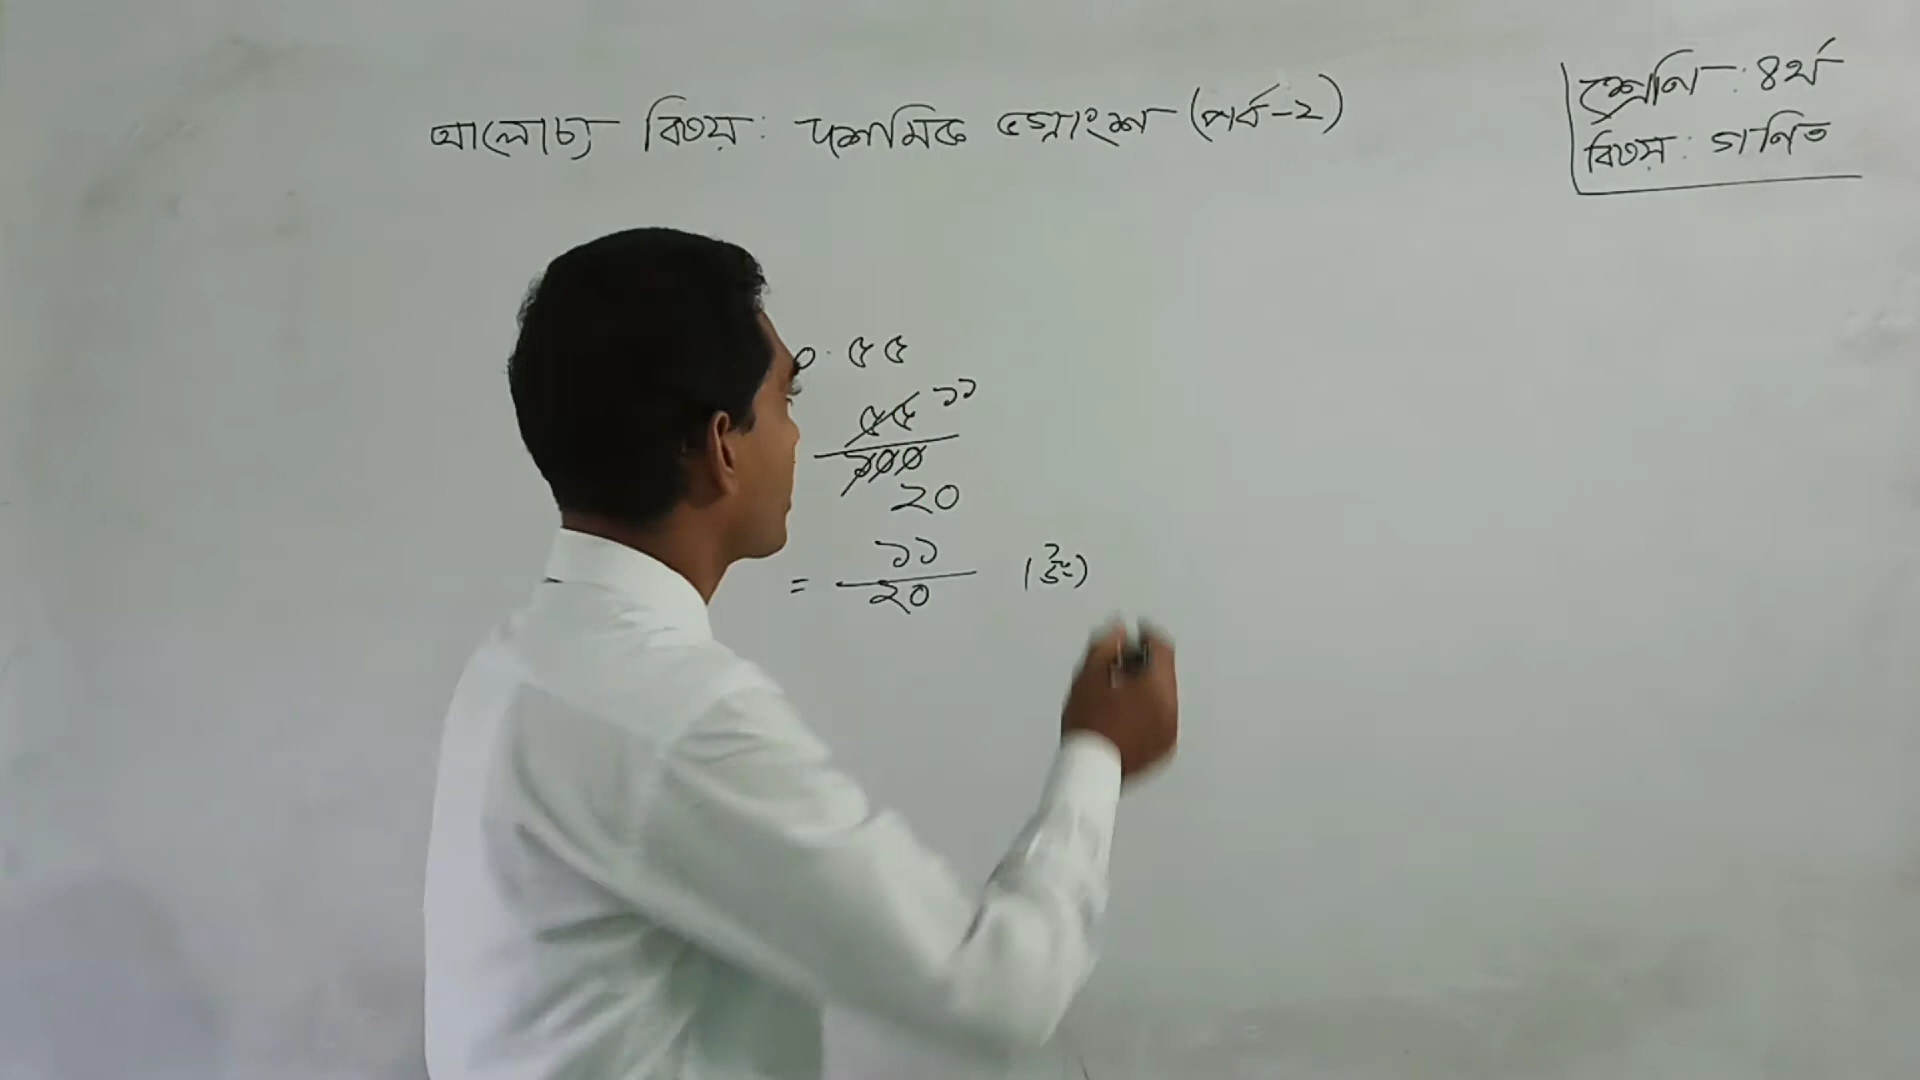 আলোচ্য বিষয়: দশমিক ভগ্নাংশ (পর্ব-২)
শ্রেণি: ৪র্থ
বিষয়: গণিত
০.৫৫
৫৫ ১১
১০০
২০
= ১১
২০ (উঃ)